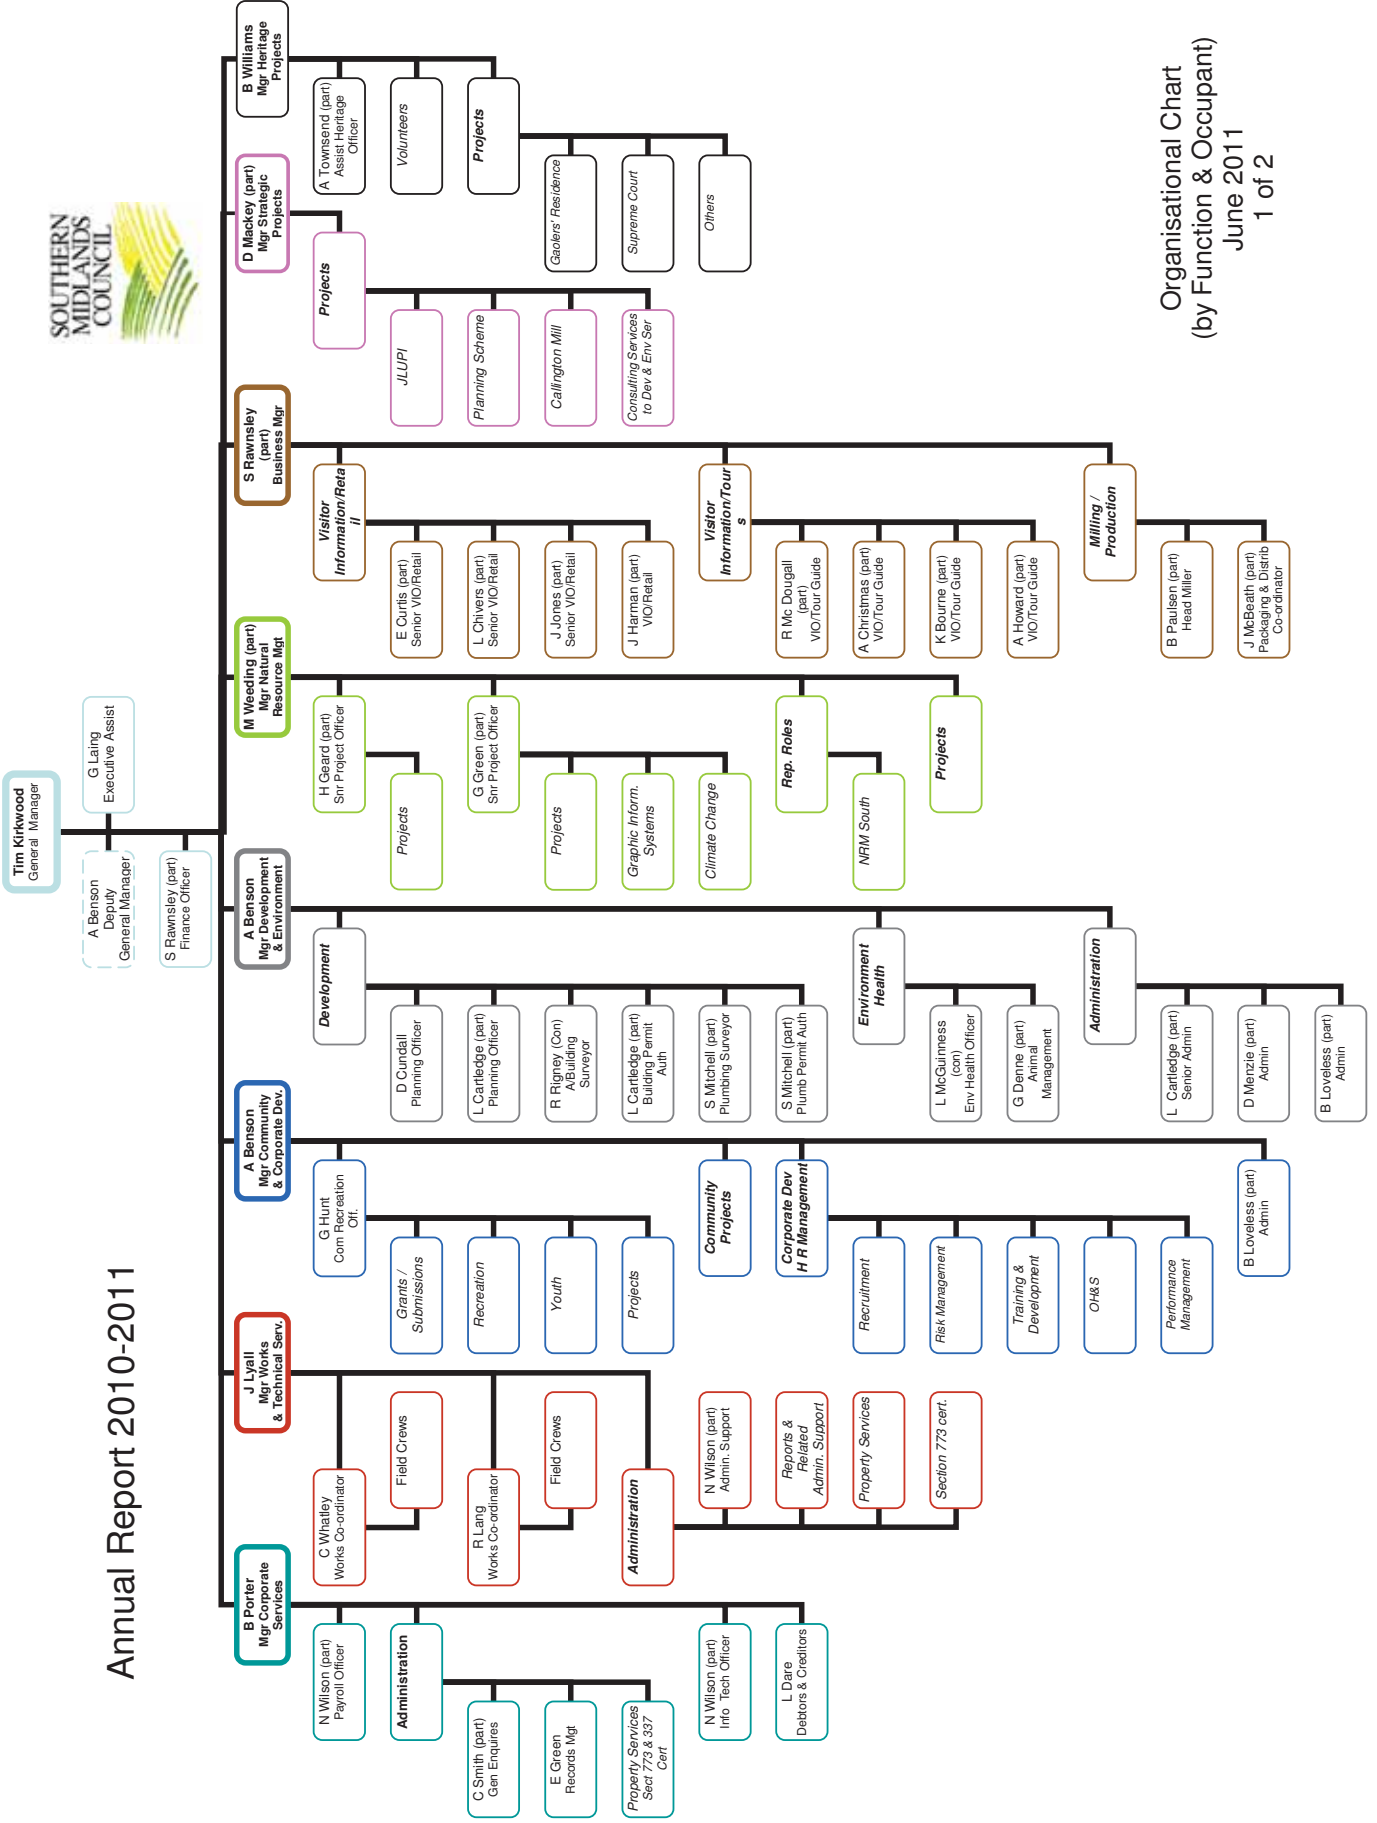 Annual Report 2010-2011
SOUTHERN
MIDLANDS
COUNCIL
Tim Kirkwood
General Manager
A Benson
Deputy
General Manager
G Laing
Executive Assist
S Rawnsley (part)
Finance Officer
B Porter
Mgr Corporate
Services
N Wilson (part)
Payroll Officer
Administration
C Smith (part)
Gen Enquires
E Green
Records Mgt
Property Services
Sect 773 & 337
Cert
N Wilson (part)
Info Tech Officer
L Dare
Debtors & Creditors
J Lyall
Mgr Works
& Technical Serv.
C Whatley
Works Co-ordinator
Field Crews
R Lang
Works Co-ordinator
Field Crews
Administration
N Wilson (part)
Admin. Support
Reports &
Related
Admin. Support
Property Services
Section 773 cert.
A Benson
Mgr Community
& Corporate Dev.
G Hunt
Com Recreation
Off.
Grants /
Submissions
Recreation
Youth
Projects
Community
Projects
Corporate Dev
H R Management
Recruitment
Risk Management
Training &
Development
OH&S
Performance
Management
B Loveless (part)
Admin
A Benson
Mgr Development
& Environment
Development
D Cundall
Planning Officer
L Cartledge (part)
Planning Officer
R Rigney (Con)
A/Building
Surveyor
L Cartledge (part)
Building Permit
Auth
S Mitchell (part)
Plumbing Surveyor
S Mitchell (part)
Plumb Permit Auth
Environment
Health
L McGuinness
(con)
Env Health Officer
G Denne (part)
Animal
Management
Administration
L Cartledge (part)
Senior Admin
D Menzie (part)
Admin
B Loveless (part)
Admin
M Weeding (part)
Mgr Natural
Resource Mgt
H Geard (part)
Snr Project Officer
Projects
G Green (part)
Snr Project Officer
Projects
Graphic Inform.
Systems
Climate Change
Rep. Roles
NRM South
Projects
S Rawnsley
(part)
Business Mgr
Visitor
Information/Reta
il
E Curtis (part)
Senior VIO/Retail
L Chivers (part)
Senior VIO/Retail
J Jones (part)
Senior VIO/Retail
J Harman (part)
VIO/Retail
Visitor
Information/Tour
s
R Mc Dougall
(part)
VIO/Tour Guide
A Christmas (part)
VIO/Tour Guide
K Bourne (part)
VIO/Tour Guide
A Howard (part)
VIO/Tour Guide
Milling /
Production
B Paulsen (part)
Head Miller
J McBeath (part)
Packaging & Distrib
Co-ordinator
D Mackey (part)
Mgr Strategic
Projects
Projects
JLUPI
Planning Scheme
Callington Mill
Consulting Services
to Dev & Env Ser
B Williams
Mgr Heritage
Projects
A Townsend (part)
Assist Heritage
Officer
Volunteers
Projects
Gaolers' Residence
Supreme Court
Others
Organisational Chart
(by Function & Occupant)
June 2011
1 of 2